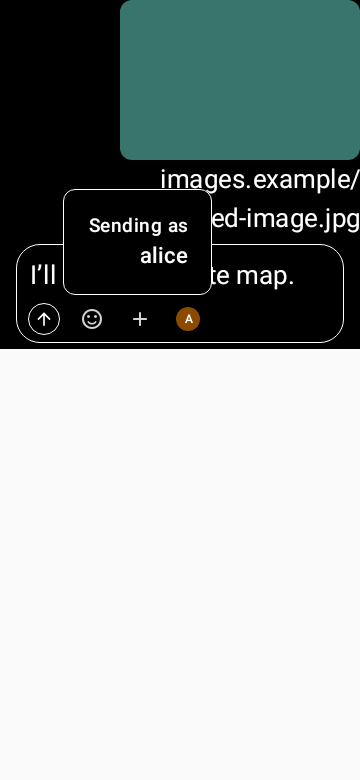 images.example/
ed-image.jpg
Sending as
alice
I’ll te map.
A